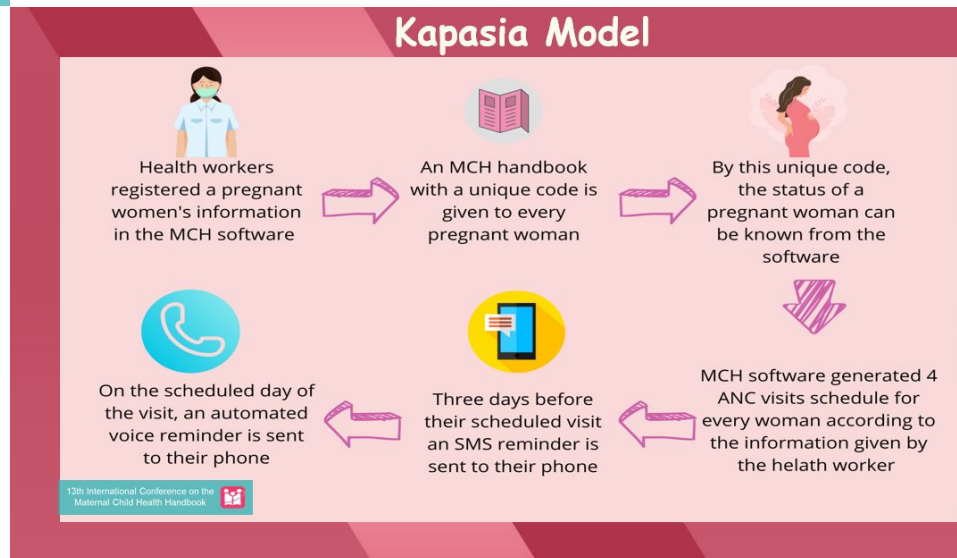 Kapasia Model
Health workers
registered a pregnant
women's information
in the MCH software
An MCH handbook
with a unique code is
given to every
pregnant woman
By this unique code,
the status of a
pregnant woman can
be known from the
software
MCH software generated 4
ANC visits schedule for
every woman according to
the information given by
the helath worker
Three days before
their scheduled visit
an SMS reminder is
sent to their phone
On the scheduled day of
the visit, an automated
voice reminder is sent
to their phone
13th International Conference on the
Maternal Child Health Handbook